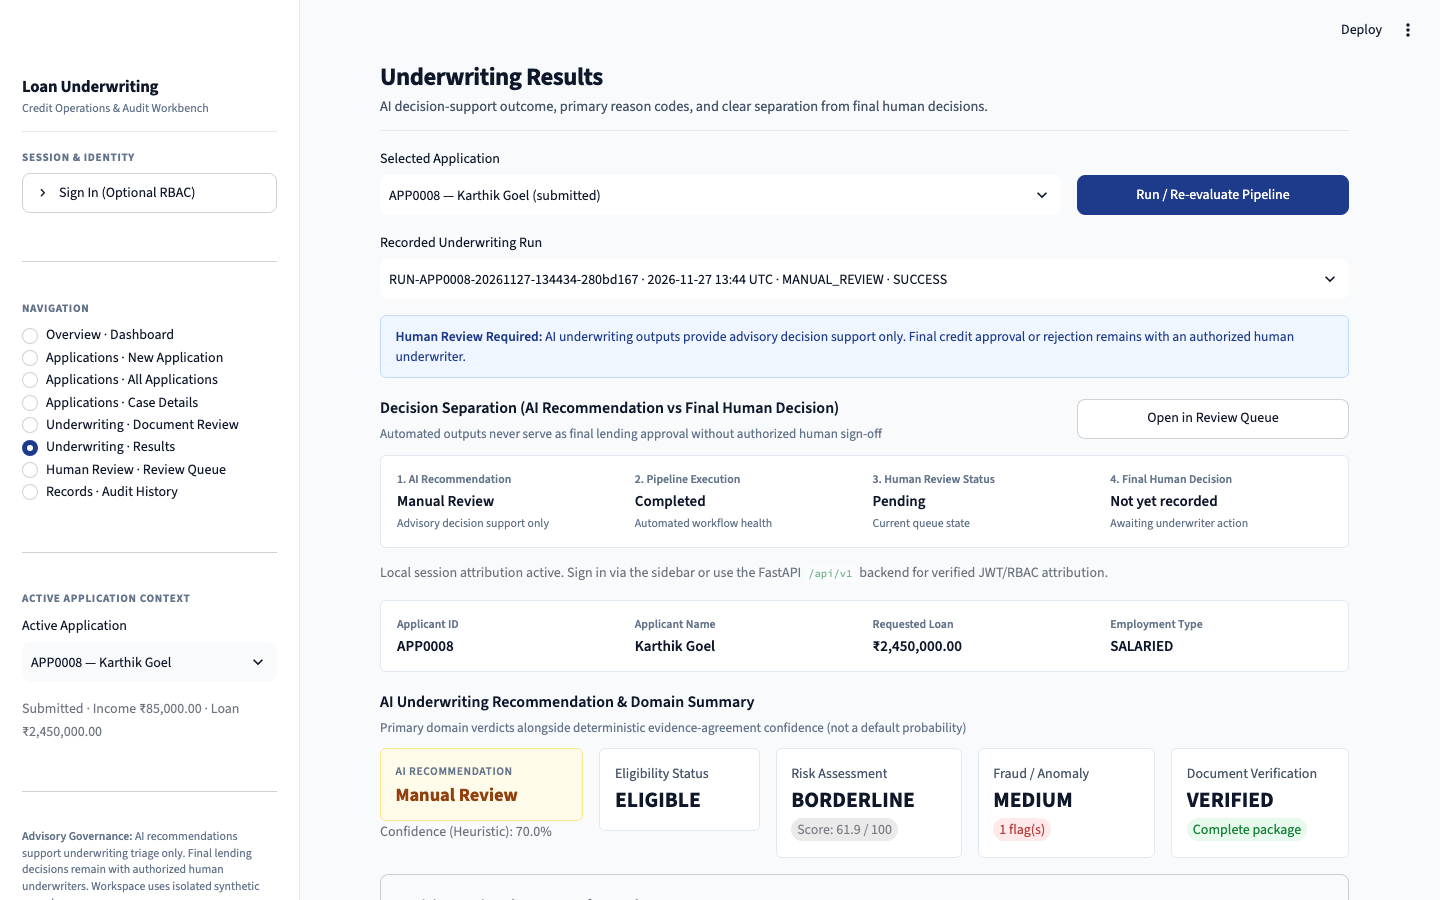 Deploy
Loan Underwriting
Credit Operations & Audit Workbench
SESSION & IDENTITY
Sign In (Optional RBAC)
NAVIGATION
Overview · Dashboard
Applications · New Application
Applications · All Applications
Applications · Case Details
Underwriting · Document Review
Underwriting · Results
Human Review · Review Queue
Records · Audit History
ACTIVE APPLICATION CONTEXT
Active Application
APP0008 — Karthik Goel
Submitted · Income ₹85,000.00 · Loan
₹2,450,000.00
Advisory Governance: AI recommendations
support underwriting triage only. Final lending
decisions remain with authorized human
underwriters. Workspace uses isolated synthetic
Underwriting Results
AI decision-support outcome, primary reason codes, and clear separation from final human decisions.
Selected Application
APP0008 — Karthik Goel (submitted)
Run / Re-evaluate Pipeline
Recorded Underwriting Run
RUN-APP0008-20261127-134434-280bd167 · 2026-11-27 13:44 UTC · MANUAL_REVIEW · SUCCESS
Human Review Required: AI underwriting outputs provide advisory decision support only. Final credit approval or rejection remains with an authorized human
underwriter.
Decision Separation (AI Recommendation vs Final Human Decision)
Automated outputs never serve as final lending approval without authorized human sign-off
Open in Review Queue
1. AI Recommendation
Manual Review
Advisory decision support only
2. Pipeline Execution
Completed
Automated workflow health
3. Human Review Status
Pending
Current queue state
4. Final Human Decision
Not yet recorded
Awaiting underwriter action
Local session attribution active. Sign in via the sidebar or use the FastAPI /api/v1 backend for verified JWT/RBAC attribution.
Applicant ID
APP0008
Applicant Name
Karthik Goel
Requested Loan
₹2,450,000.00
Employment Type
SALARIED
AI Underwriting Recommendation & Domain Summary
Primary domain verdicts alongside deterministic evidence-agreement confidence (not a default probability)
AI RECOMMENDATION
Manual Review
Confidence (Heuristic): 70.0%
Eligibility Status
ELIGIBLE
Risk Assessment
BORDERLINE
Score: 61.9 / 100
Fraud / Anomaly
MEDIUM
1 flag(s)
Document Verification
VERIFIED
Complete package